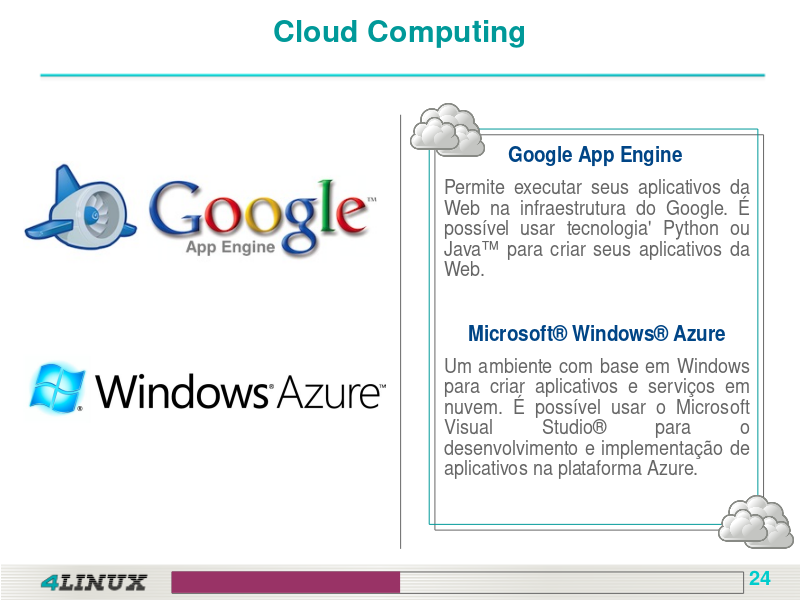 Cloud Computing
Google™
App Engine
Windows® Azure™
®
Google App Engine
Permite executar seus aplicativos da
Web na infraestrutura do Google. É
possível usar tecnologia' Python ou
Java™ para criar seus aplicativos da
Web.
Microsoft® Windows® Azure
Um ambiente com base em Windows
para criar aplicativos e serviços em
nuvem. É possível usar o Microsoft
Visual Studio® para o
desenvolvimento e implementação de
aplicativos na plataforma Azure.
4LINUX
24